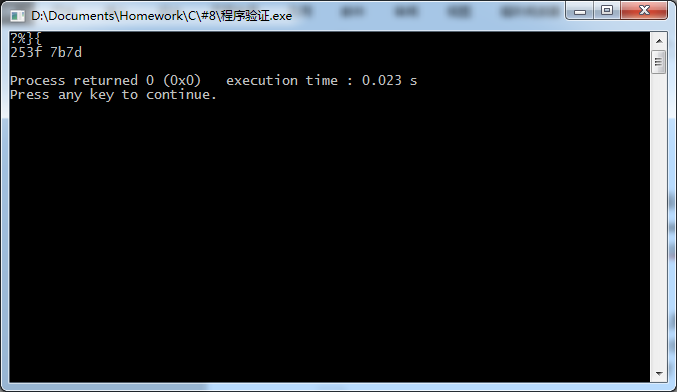 D:\Documents\Homework\C\#8\程序验证.exe
?%}{
253f 7b7d
Process returned 0 (0x0)   execution time : 0.023 s
Press any key to continue.